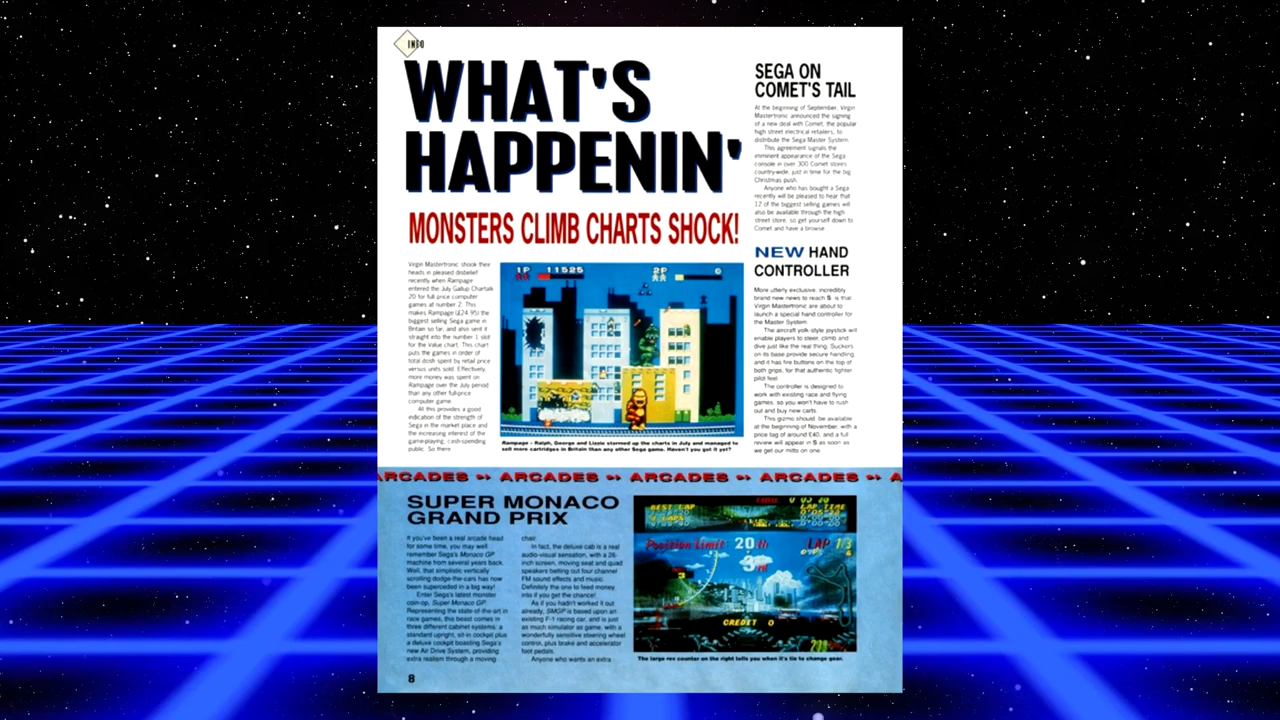 INFO
WHAT'S
HAPPENIN'
MONSTERS CLIMB CHARTS SHOCK!
Virgin Mastertronic shook their
heads in pleased disbelief
recently when Rampage
entered the July Gallup Chartalk
20 for full price computer
games at number 2. This
makes Rampage (£24.95) the
biggest selling Sega game in
Britain so far, and also sent it
straight into the number 1 slot
for the Value chart. This chart
puts the games in order of
total dosh spent by retail price
versus units sold. Effectively,
more money was spent on
Rampage over the July period
than any other full-price
computer game.
All this provides a good
indication of the strength of
Sega in the market place and
the increasing interest of the
game-playing, cash-spending
public. So there.
1P 11525
2P 0
Rampage - Ralph, George and Lizzie stormed up the charts in July and managed to
sell more cartridges in Britain than any other Sega game. Haven't you got it yet?
SEGA ON
COMET'S TAIL
At the beginning of September, Virgin
Mastertronic announced the signing
of a new deal with Comet, the popular
high street electrical retailers, to
distribute the Sega Master System.
This agreement signals the
imminent appearance of the Sega
console in over 300 Comet stores
country-wide, just in time for the big
Christmas push.
Anyone who has bought a Sega
recently will be pleased to hear that
12 of the biggest selling games will
also be available through the high
street store, so get yourself down to
Comet and have a browse.
NEW HAND
CONTROLLER
More utterly exclusive, incredibly
brand new news to reach S is that
Virgin Mastertronic are about to
launch a special hand controller for
the Master System.
The aircraft yolk-style joystick will
enable players to steer, climb and
dive just like the real thing. Suckers
on its base provide secure handling,
and it has fire buttons on the top of
both grips, for that authentic fighter
pilot feel.
The controller is designed to
work with existing race and flying
games, so you won't have to rush
out and buy new carts.
This gizmo should be available
at the beginning of November, with a
price tag of around £40, and a full
review will appear in S as soon as
we get our mitts on one.
ARCADES ARCADES ARCADES ARCADES A
SUPER MONACO
GRAND PRIX
If you've been a real arcade head
for some time, you may well
remember Sega's Monaco GP
machine from several years back.
Well, that simplistic vertically
scrolling dodge-the-cars has now
been superceded in a big way!
Enter Sega's latest monster
coin-op, Super Monaco GP.
Representing the state-of-the-art in
race games, this beast comes in
three different cabinet systems: a
standard upright, sit-in cockpit plus
a deluxe cockpit boasting Sega's
new Air Drive System, providing
extra realism through a moving
chair.
In fact, the deluxe cab is a real
audio-visual sensation, with a 26-
inch screen, moving seat and quad
speakers belting out four channel
FM sound effects and music.
Definitely the one to feed money
into if you get the chance!
As if you hadn't worked it out
already, SMGP is based upon an
existing F-1 racing car, and is just
as much simulator as game, with a
wonderfully sensitive steering wheel
control, plus brake and accelerator
foot pedals.
Anyone who wants an extra
BEST LAP
LAP TIME
Position Limit 20th
LAP 1/3
CREDIT 0
The large rev counter on the right tells you when it's tie to change gear.
8